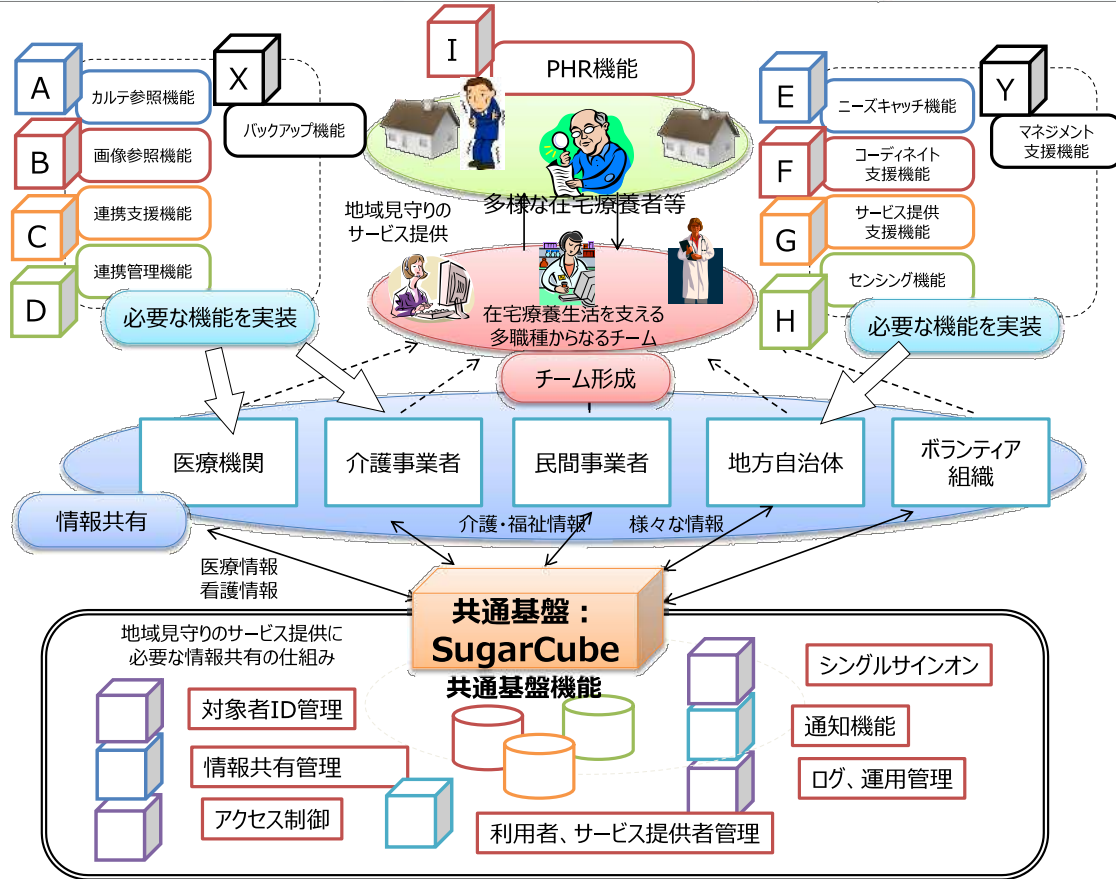 A
カルテ参照機能
B
画像参照機能
C
連携支援機能
D
連携管理機能
X
バックアップ機能
必要な機能を実装
I
PHR機能
多様な在宅療養者等
地域見守りの
サービス提供
在宅療養生活を支える
多職種からなるチーム
チーム形成
E
ニーズキャッチ機能
F
コーディネイト
支援機能
G
サービス提供
支援機能
H
センシング機能
Y
マネジメント
支援機能
必要な機能を実装
医療機関
介護事業者
民間事業者
地方自治体
ボランティア
組織
情報共有
介護・福祉情報
様々な情報
医療情報
看護情報
共通基盤：
SugarCube
共通基盤機能
地域見守りのサービス提供に
必要な情報共有の仕組み
対象者ID管理
情報共有管理
アクセス制御
利用者、サービス提供者管理
シングルサインオン
通知機能
ログ、運用管理